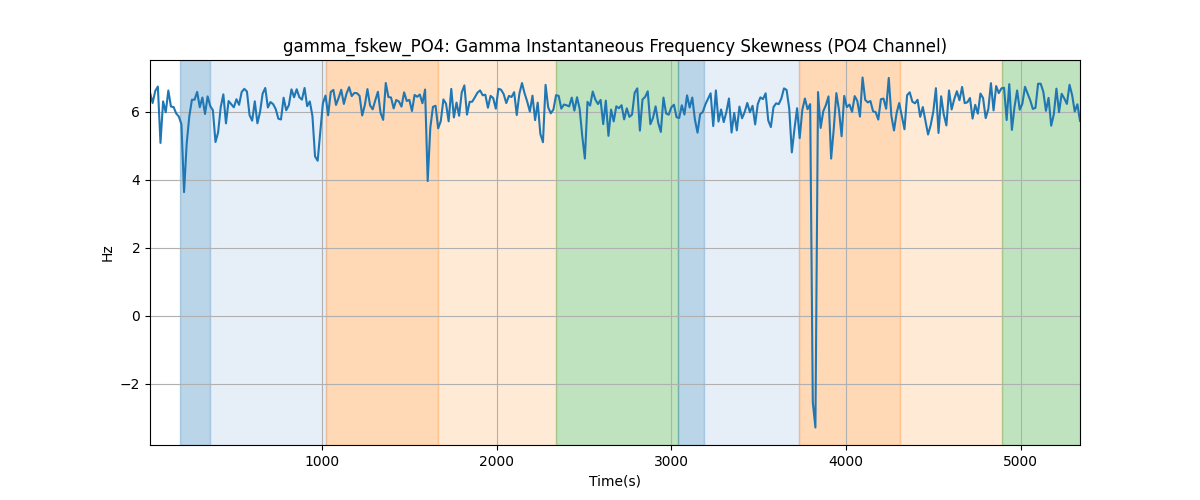 gamma_fskew_PO4: Gamma Instantaneous Frequency Skewness (PO4 Channel)
6
4
2
0
−2
Hz
1000 2000 3000 4000 5000
Time(s)